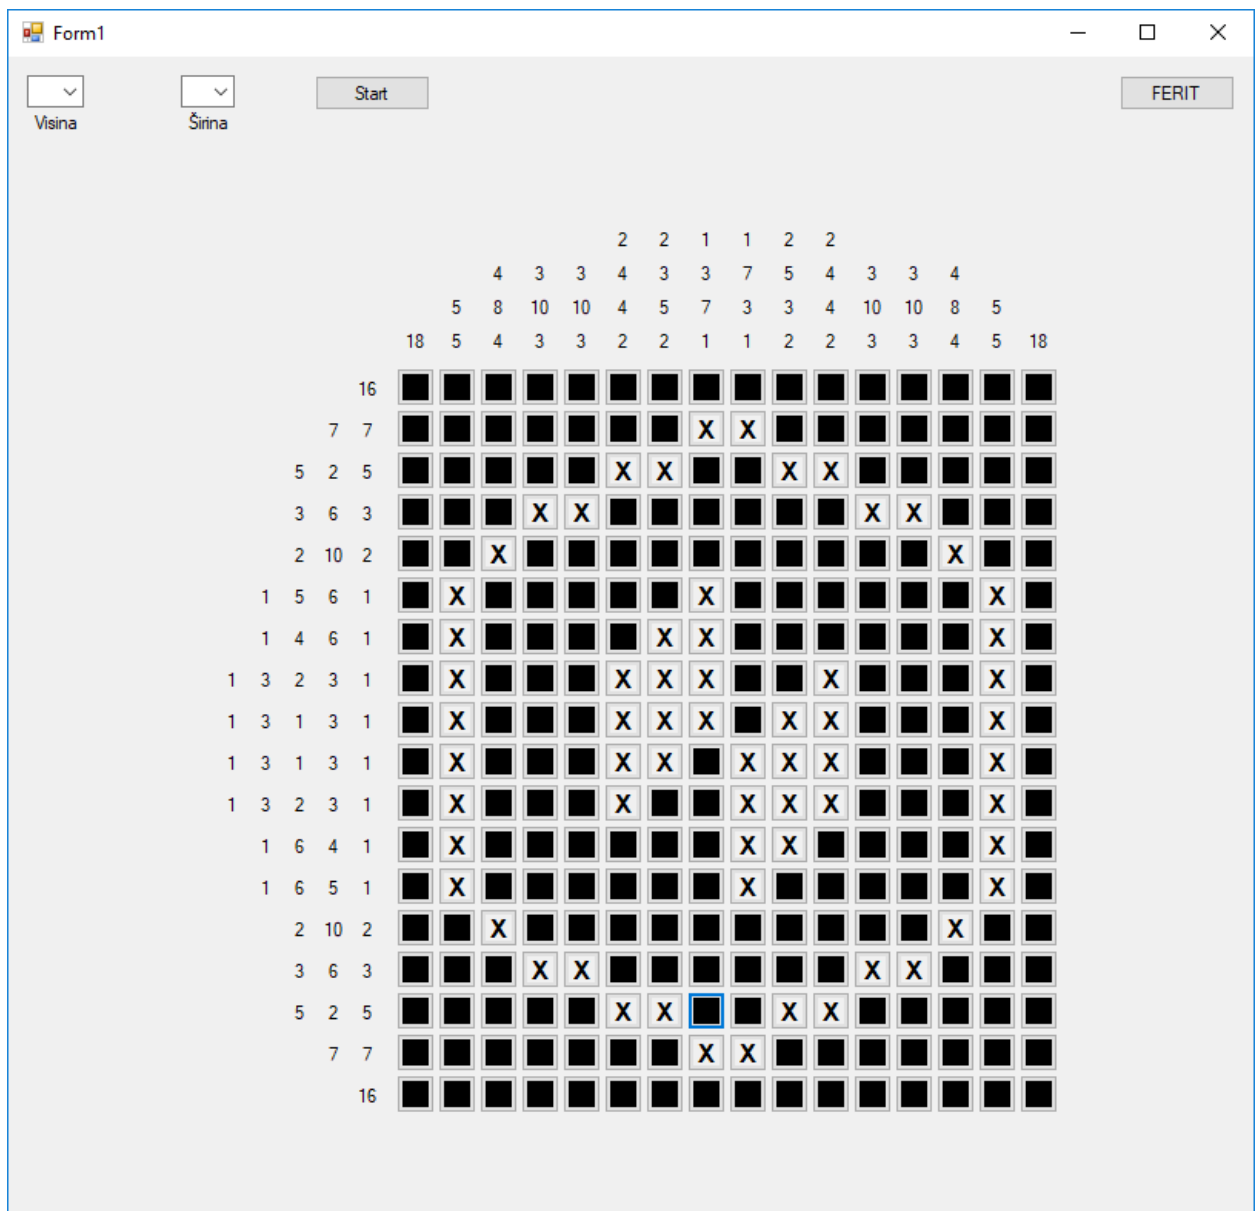 Form1
Start
FERIT
Visina
Širina
2 2 1 1 2 2
4 3 3 4 3 3 7 5 4 3 3 4
5 8 10 10 4 5 7 3 3 4 10 10 8 5
18 5 4 3 3 2 2 1 1 2 2 3 3 4 5 18
16
7 7 X X
5 2 5 X X X X
3 6 3 X X X X
2 10 2 X X
1 5 6 1 X X X
1 4 6 1 X X X X
1 3 2 3 1 X X X X X X
1 3 1 3 1 X X X X X X X
1 3 1 3 1 X X X X X X X
1 3 2 3 1 X X X X X X
1 6 4 1 X X X X
1 6 5 1 X X X
2 10 2 X X
3 6 3 X X X X
5 2 5 X X X X
7 7 X X
16